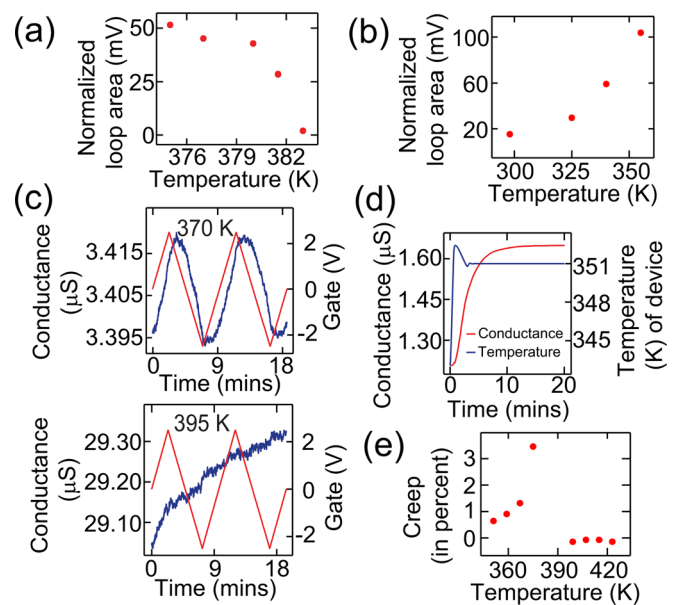 (a)
Normalized
loop area (mV)
50
25
0
376
379
382
Temperature (K)
(b)
Normalized
loop area (mV)
100
60
20
300
325
350
Temperature (K)
(c)
370 K
Conductance
(µS)
3.415
3.405
3.395
2
0
-2
Gate (V)
0
9
18
Time (mins)
395 K
Conductance
(µS)
29.30
29.20
29.10
2
0
-2
Gate (V)
0
9
18
Time (mins)
(d)
Conductance (µS)
1.60
1.45
1.30
Conductance
Temperature
351
348
345
Temperature
(K) of device
0
10
20
Time (mins)
(e)
Creep
(in percent)
3
2
1
0
360
390
420
Temperature (K)